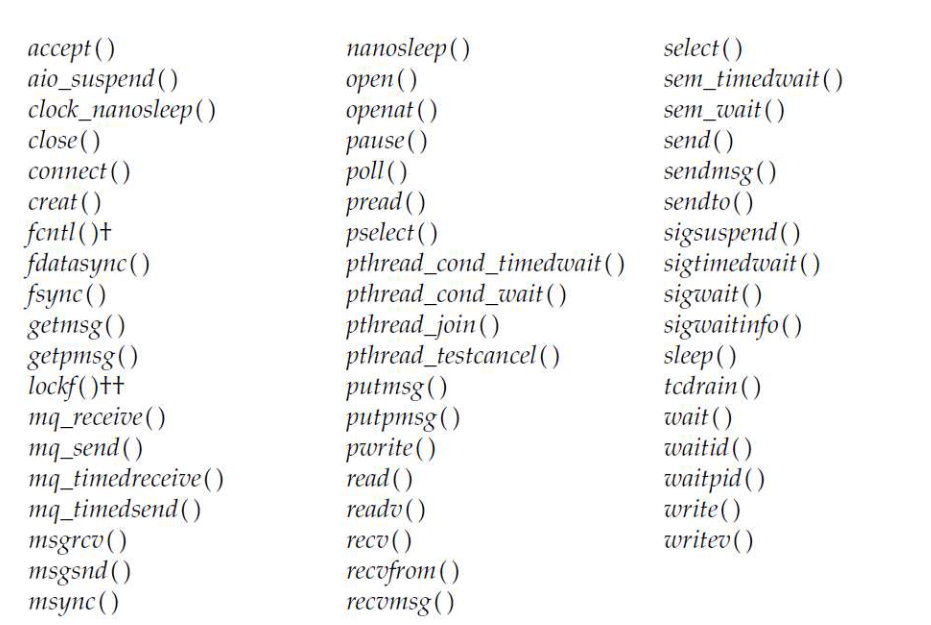 accept()
aio_suspend()
clock_nanosleep()
close()
connect()
creat()
fcntl()†
fdatasync()
fsync()
getmsg()
getpmsg()
lockf()††
mq_receive()
mq_send()
mq_timedreceive()
mq_timedsend()
msgrcv()
msgsnd()
msync()
nanosleep()
open()
openat()
pause()
poll()
pread()
pselect()
pthread_cond_timedwait()
pthread_cond_wait()
pthread_join()
pthread_testcancel()
putmsg()
putpmsg()
pwrite()
read()
readv()
recv()
recvfrom()
recvmsg()
select()
sem_timedwait()
sem_wait()
send()
sendmsg()
sendto()
sigsuspend()
sigtimedwait()
sigwait()
sigwaitinfo()
sleep()
tcdrain()
wait()
waitid()
waitpid()
write()
writev()